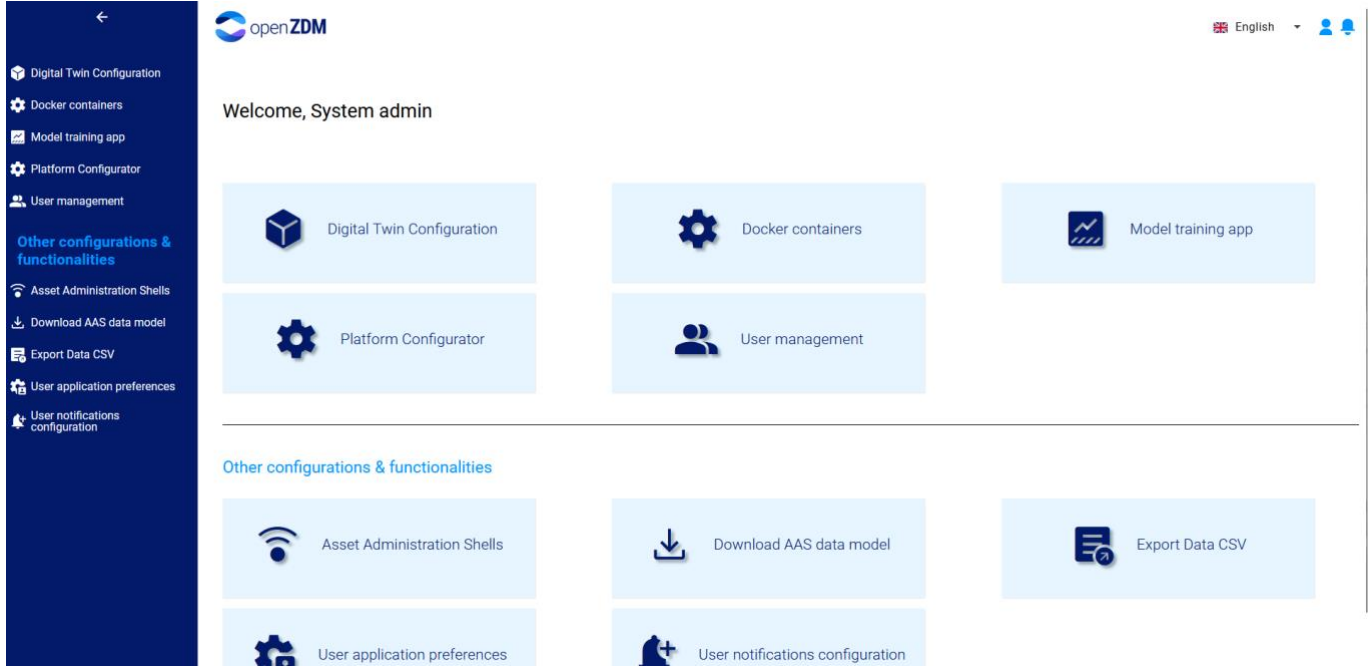 openZDM
English
Digital Twin Configuration
Docker containers
Model training app
Platform Configurator
User management
Other configurations &
functionalities
Asset Administration Shells
Download AAS data model
Export Data CSV
User application preferences
User notifications
configuration
Welcome, System admin
Digital Twin Configuration
Docker containers
Model training app
Platform Configurator
User management
Other configurations & functionalities
Asset Administration Shells
Download AAS data model
Export Data CSV
User application preferences
User notifications configuration